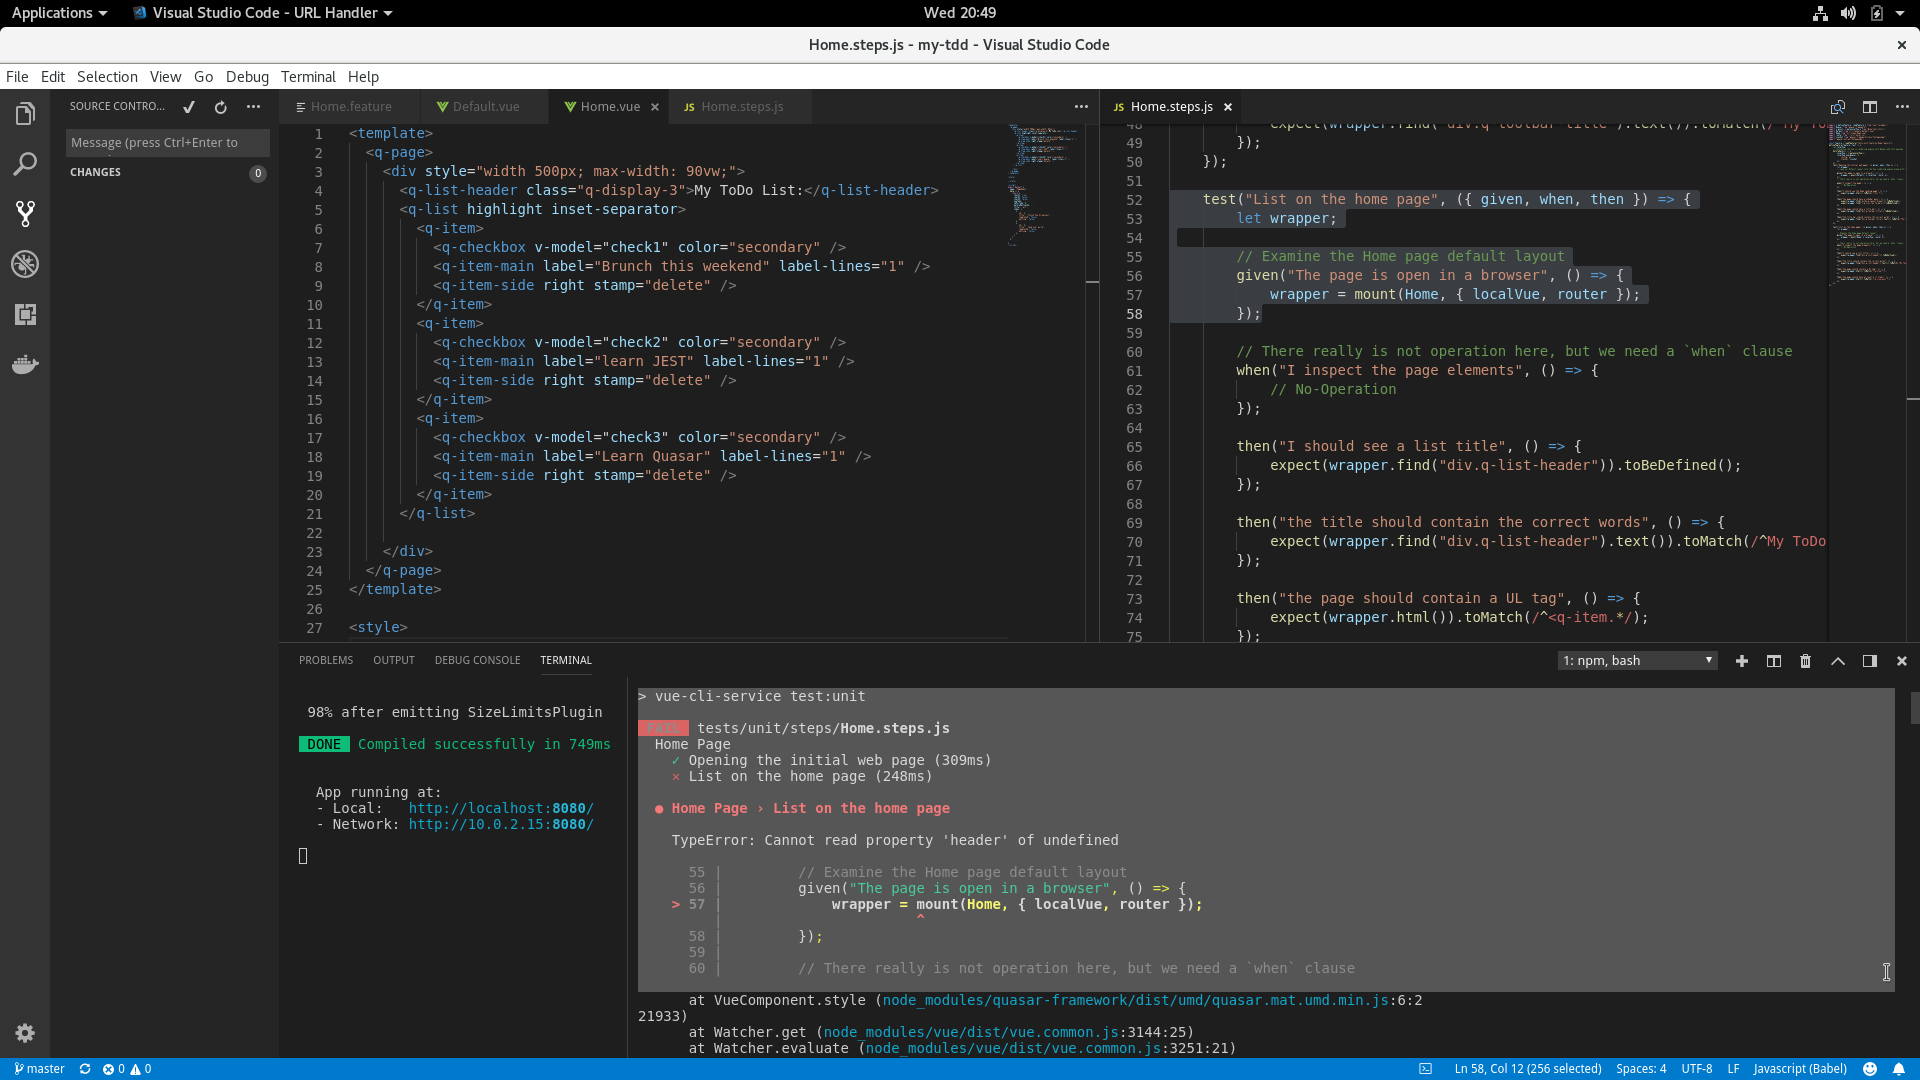 Applications
Visual Studio Code - URL Handler
Wed 20:49
Home.steps.js - my-tdd - Visual Studio Code
File Edit Selection View Go Debug Terminal Help
SOURCE CONTRO...
Message (press Ctrl+Enter to
CHANGES
0
Home.feature
Default.vue
Home.vue
JS Home.steps.js
1 <template>
2 <q-page>
3 <div style="width 500px; max-width: 90vw;">
4 <q-list-header class="q-display-3">My ToDo List:</q-list-header>
5 <q-list highlight inset-separator>
6 <q-item>
7 <q-checkbox v-model="check1" color="secondary" />
8 <q-item-main label="Brunch this weekend" label-lines="1" />
9 <q-item-side right stamp="delete" />
10 </q-item>
11 <q-item>
12 <q-checkbox v-model="check2" color="secondary" />
13 <q-item-main label="learn JEST" label-lines="1" />
14 <q-item-side right stamp="delete" />
15 </q-item>
16 <q-item>
17 <q-checkbox v-model="check3" color="secondary" />
18 <q-item-main label="Learn Quasar" label-lines="1" />
19 <q-item-side right stamp="delete" />
20 </q-item>
21 </q-list>
22
23 </div>
24 </q-page>
25 </template>
26
27 <style>
JS Home.steps.js
48 expect(wrapper.find("div.q-toolbar-title").text()).toMatch(/^My To
49 });
50 });
51
52 test("List on the home page", ({ given, when, then }) => {
53 let wrapper;
54
55 // Examine the Home page default layout
56 given("The page is open in a browser", () => {
57 wrapper = mount(Home, { localVue, router });
58 });
59
60 // There really is not operation here, but we need a `when` clause
61 when("I inspect the page elements", () => {
62 // No-Operation
63 });
64
65 then("I should see a list title", () => {
66 expect(wrapper.find("div.q-list-header")).toBeDefined();
67 });
68
69 then("the title should contain the correct words", () => {
70 expect(wrapper.find("div.q-list-header").text()).toMatch(/^My ToDo
71 });
72
73 then("the page should contain a UL tag", () => {
74 expect(wrapper.html()).toMatch(/^<q-item.*/);
75 });
PROBLEMS OUTPUT DEBUG CONSOLE TERMINAL
1: npm, bash
98% after emitting SizeLimitsPlugin
DONE Compiled successfully in 749ms
App running at:
- Local: http://localhost:8080/
- Network: http://10.0.2.15:8080/
> vue-cli-service test:unit
FAIL tests/unit/steps/Home.steps.js
Home Page
✓ Opening the initial web page (309ms)
✕ List on the home page (248ms)
● Home Page › List on the home page
TypeError: Cannot read property 'header' of undefined
55 | // Examine the Home page default layout
56 | given("The page is open in a browser", () => {
> 57 | wrapper = mount(Home, { localVue, router });
| ^
58 | });
59 |
60 | // There really is not operation here, but we need a `when` clause
at VueComponent.style (node_modules/quasar-framework/dist/umd/quasar.mat.umd.min.js:6:2
21933)
at Watcher.get (node_modules/vue/dist/vue.common.js:3144:25)
at Watcher.evaluate (node_modules/vue/dist/vue.common.js:3251:21)
master
0
0
Ln 58, Col 12 (256 selected)
Spaces: 4
UTF-8
LF
Javascript (Babel)